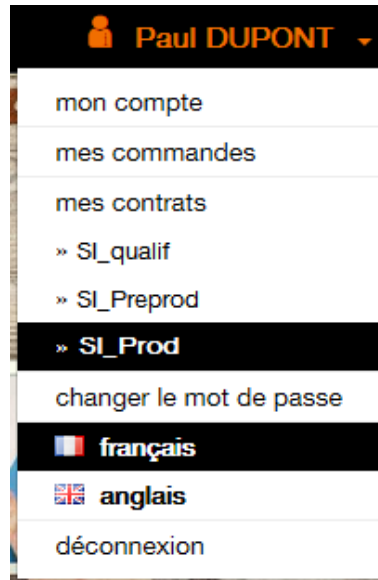 Paul DUPONT
mon compte
mes commandes
mes contrats
» SI_qualif
» SI_Preprod
» SI_Prod
changer le mot de passe
français
anglais
déconnexion